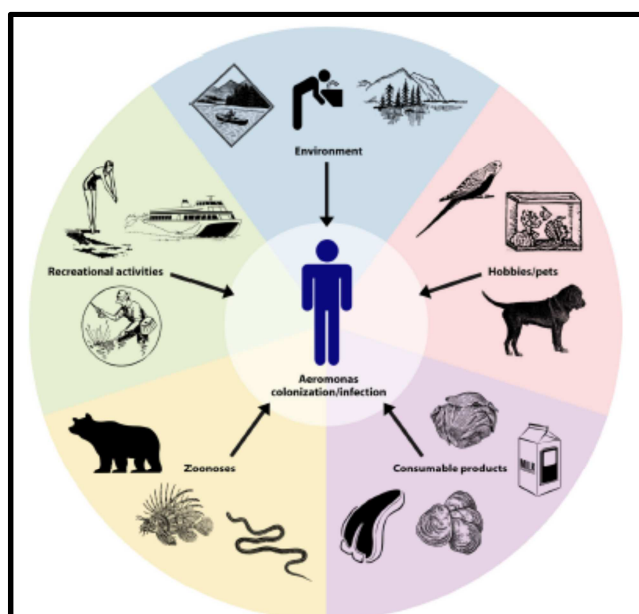 Environment
Recreational activities
Hobbies/pets
Aeromonas
colonization/infection
Zoonoses
Consumable products
MILK